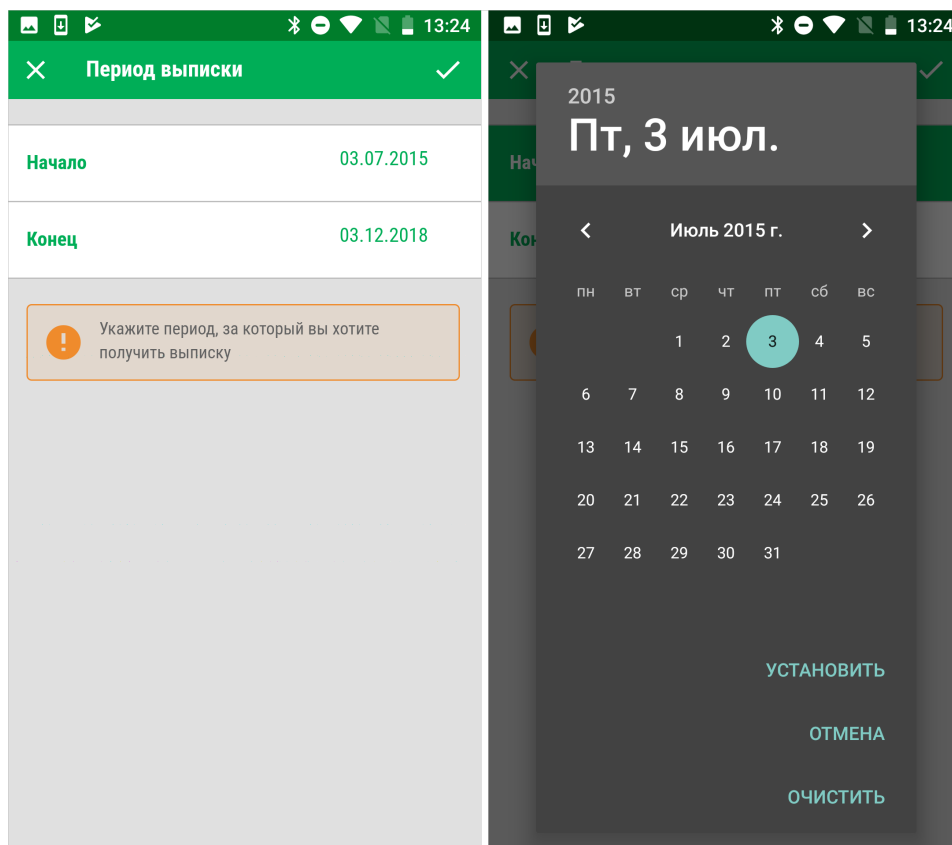 13:24
Период выписки
Начало 03.07.2015
Конец 03.12.2018
Укажите период, за который вы хотите
получить выписку
13:24
2015
Пт, 3 июл.
Июль 2015 г.
пн вт ср чт пт сб вс
1 2 3 4 5
6 7 8 9 10 11 12
13 14 15 16 17 18 19
20 21 22 23 24 25 26
27 28 29 30 31
УСТАНОВИТЬ
ОТМЕНА
ОЧИСТИТЬ